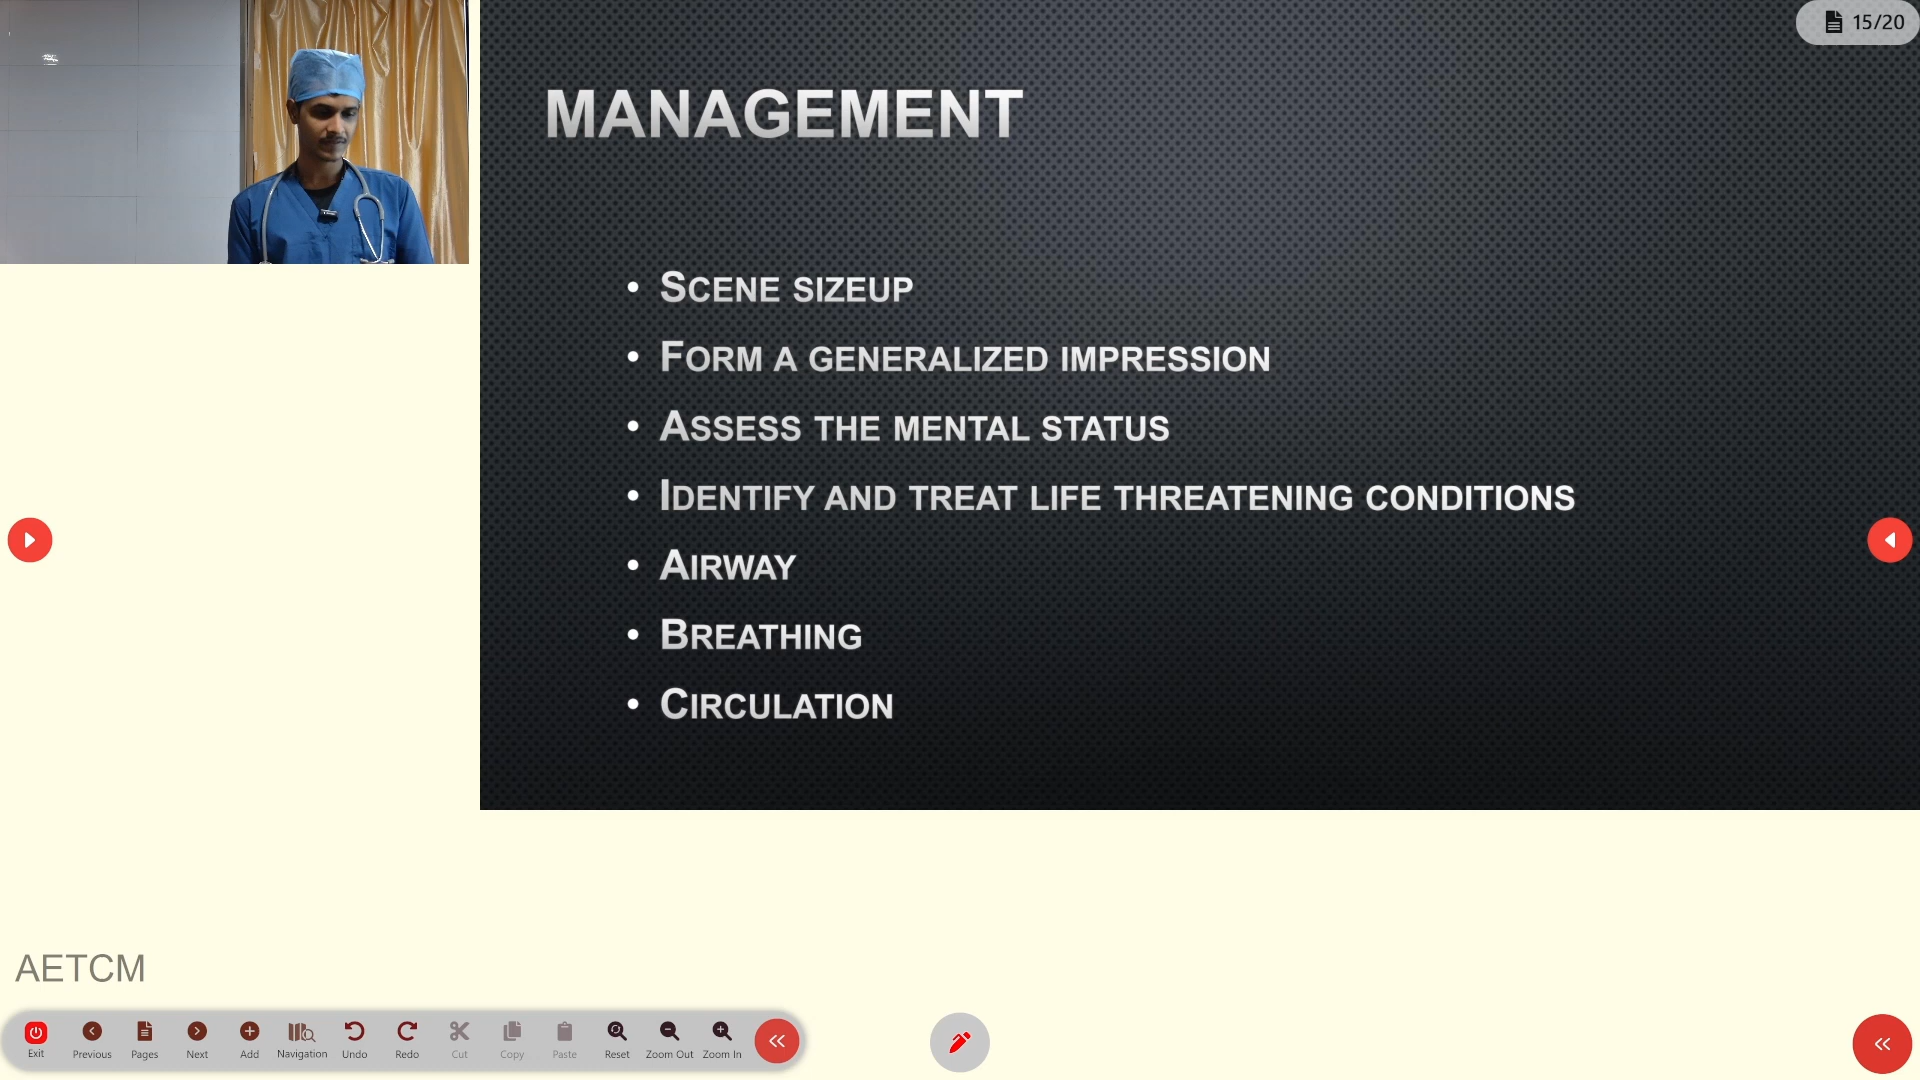 15/20
MANAGEMENT
• SCENE SIZEUP
• FORM A GENERALIZED IMPRESSION
• ASSESS THE MENTAL STATUS
• IDENTIFY AND TREAT LIFE THREATENING CONDITIONS
• AIRWAY
• BREATHING
• CIRCULATION
AETCM
Exit Previous Pages Next Add Navigation Undo Redo Cut Copy Paste Reset Zoom Out Zoom In